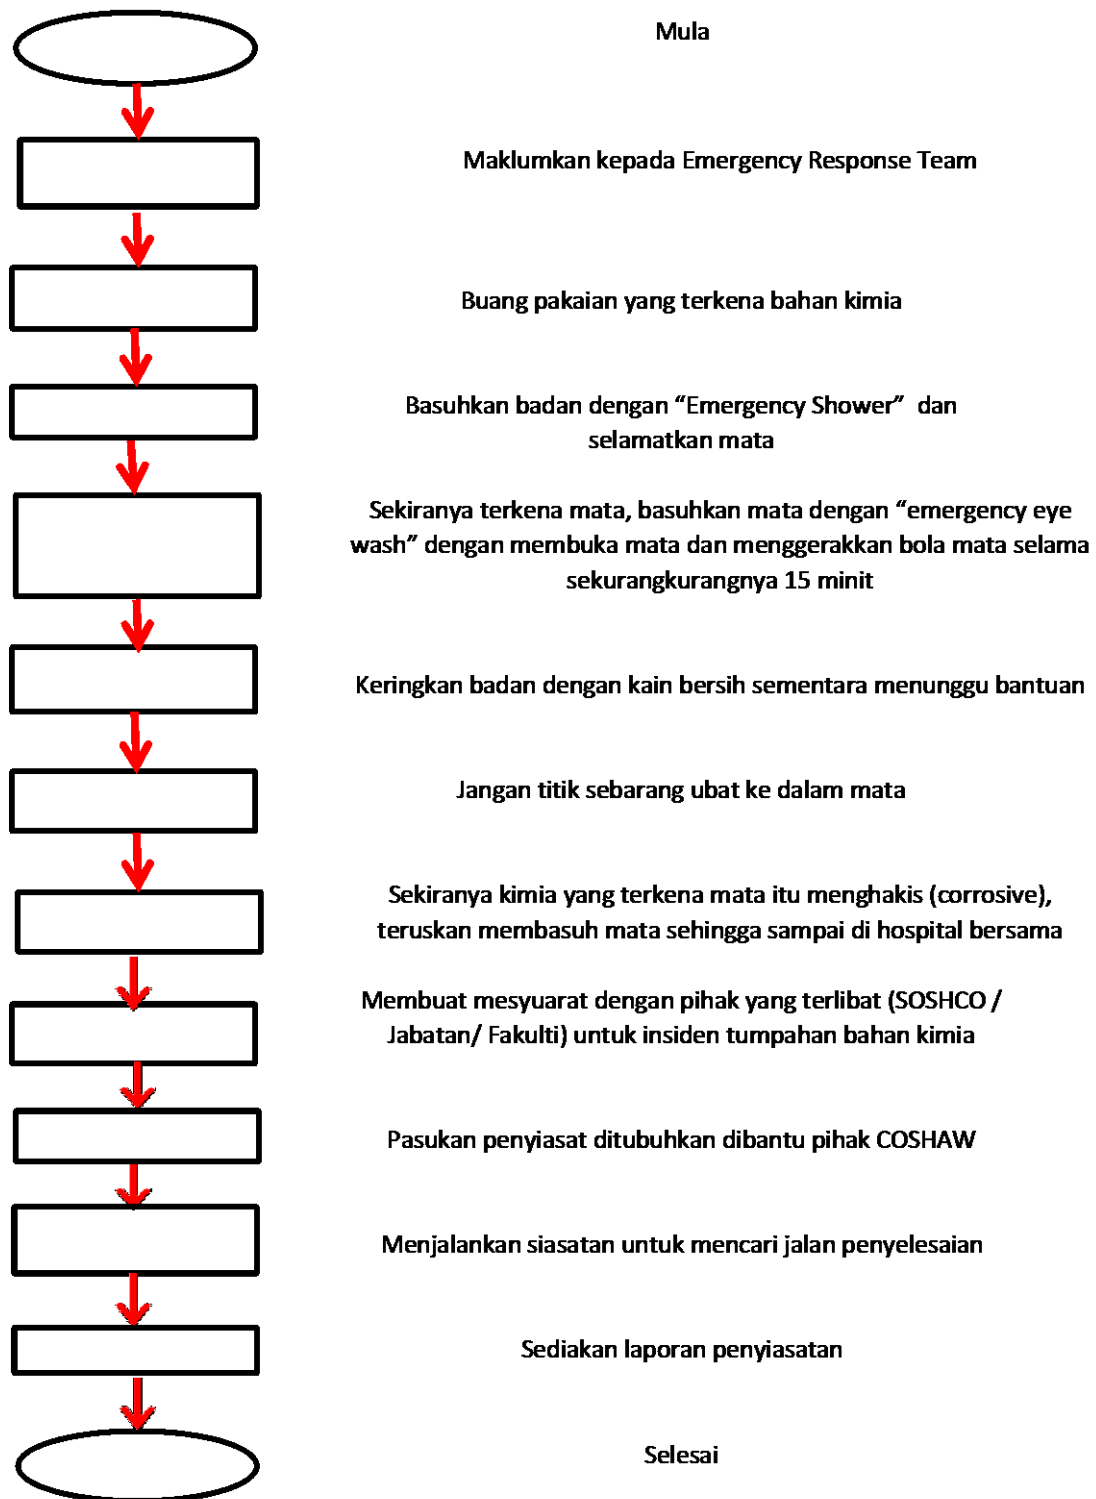 Mula
Maklumkan kepada Emergency Response Team
Buang pakaian yang terkena bahan kimia
Basuhkan badan dengan “Emergency Shower” dan
selamatkan mata
Sekiranya terkena mata, basuhkan mata dengan “emergency eye
wash” dengan membuka mata dan menggerakkan bola mata selama
sekurangkurangnya 15 minit
Keringkan badan dengan kain bersih sementara menunggu bantuan
Jangan titik sebarang ubat ke dalam mata
Sekiranya kimia yang terkena mata itu menghakis (corrosive),
teruskan membasuh mata sehingga sampai di hospital bersama
Membuat mesyuarat dengan pihak yang terlibat (SOSHCO /
Jabatan/ Fakulti) untuk insiden tumpahan bahan kimia
Pasukan penyiasat ditubuhkan dibantu pihak COSHAW
Menjalankan siasatan untuk mencari jalan penyelesaian
Sediakan laporan penyiasatan
Selesai